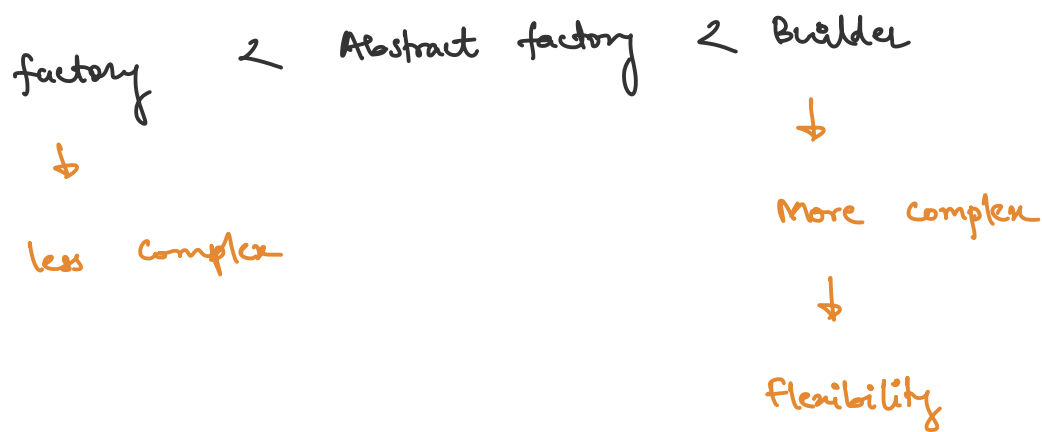 factory < Abstract factory < Builder
less complex
More complex
flexibility